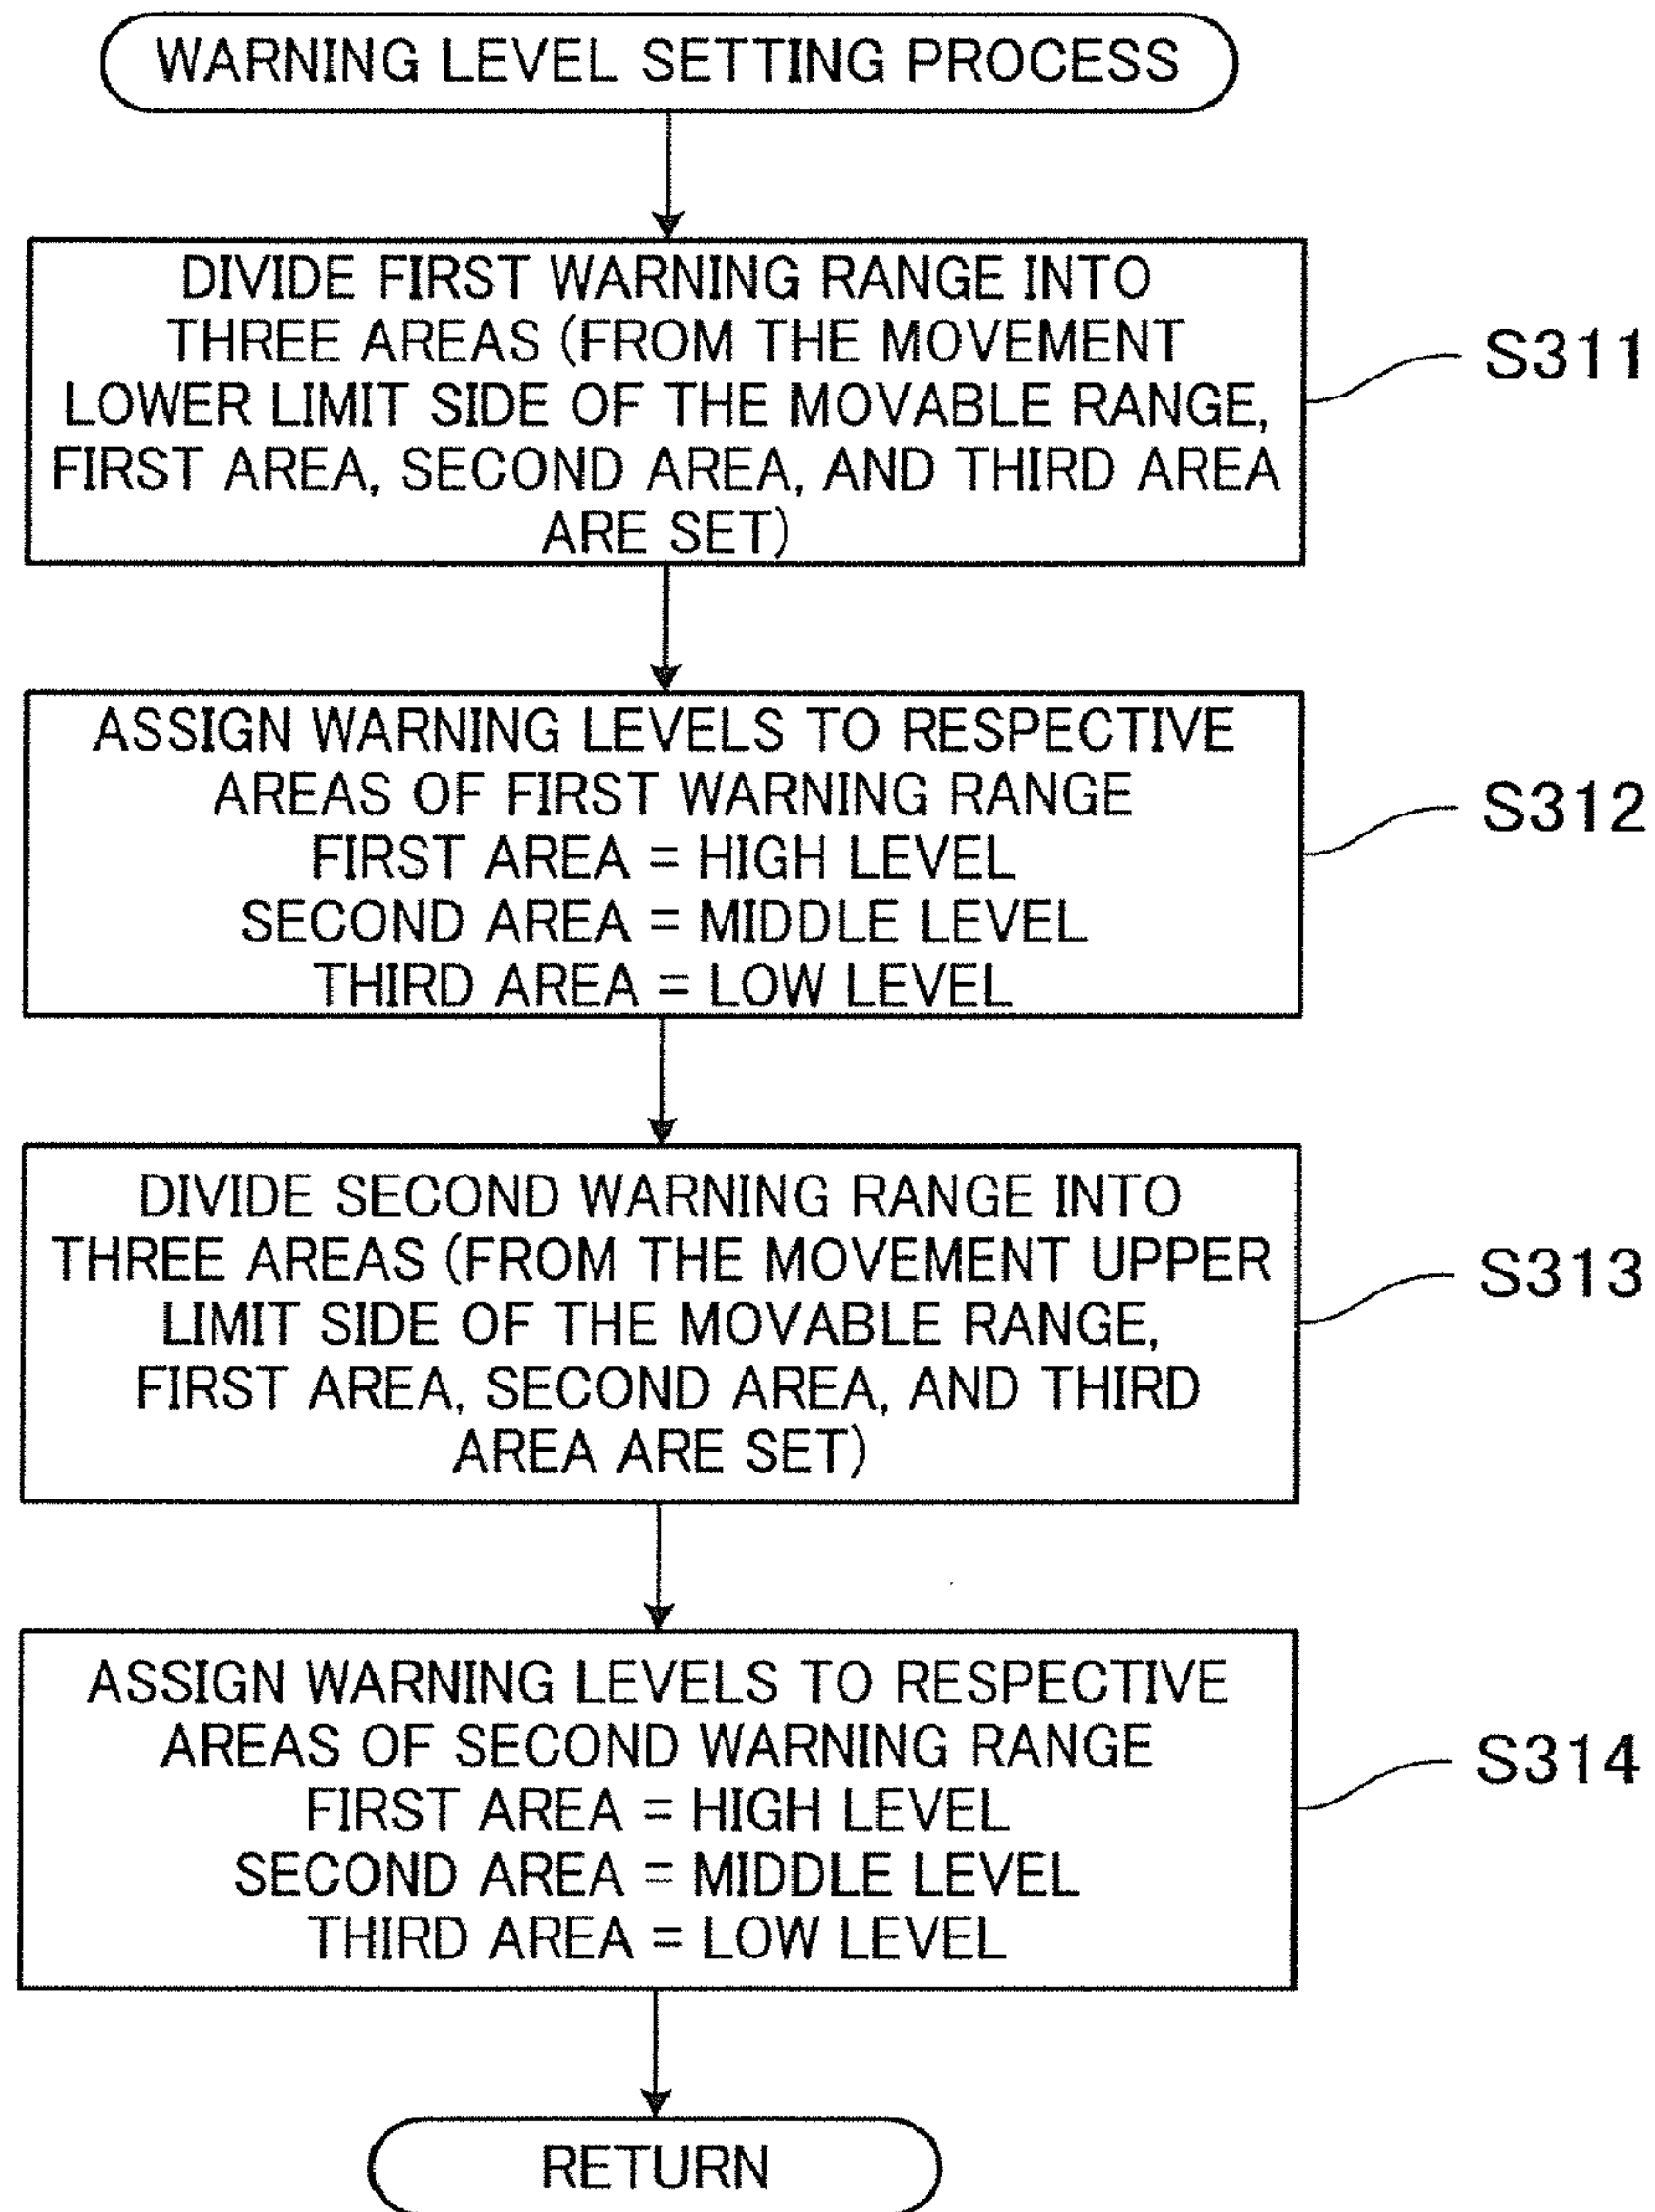 WARNING LEVEL SETTING PROCESS
DIVIDE FIRST WARNING RANGE INTO
THREE AREAS (FROM THE MOVEMENT
LOWER LIMIT SIDE OF THE MOVABLE RANGE,
FIRST AREA, SECOND AREA, AND THIRD AREA
ARE SET)
S311
ASSIGN WARNING LEVELS TO RESPECTIVE
AREAS OF FIRST WARNING RANGE
FIRST AREA = HIGH LEVEL
SECOND AREA = MIDDLE LEVEL
THIRD AREA = LOW LEVEL
S312
DIVIDE SECOND WARNING RANGE INTO
THREE AREAS (FROM THE MOVEMENT UPPER
LIMIT SIDE OF THE MOVABLE RANGE,
FIRST AREA, SECOND AREA, AND THIRD
AREA ARE SET)
S313
ASSIGN WARNING LEVELS TO RESPECTIVE
AREAS OF SECOND WARNING RANGE
FIRST AREA = HIGH LEVEL
SECOND AREA = MIDDLE LEVEL
THIRD AREA = LOW LEVEL
S314
RETURN